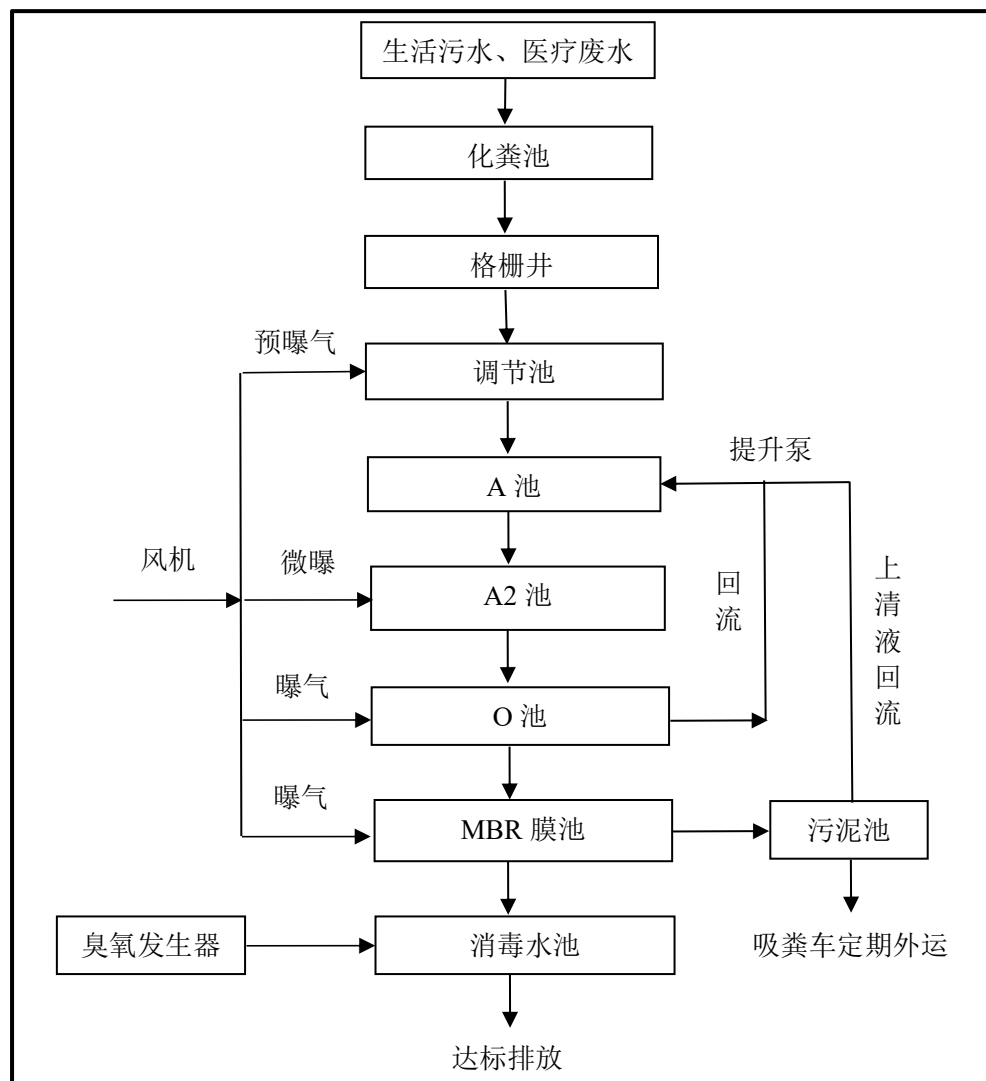 生活污水、医疗废水
化粪池
格栅井
预曝气
调节池
提升泵
A 池
风机
微曝
A2 池
回流
上清液回流
曝气
O 池
曝气
MBR 膜池
污泥池
臭氧发生器
消毒水池
吸粪车定期外运
达标排放